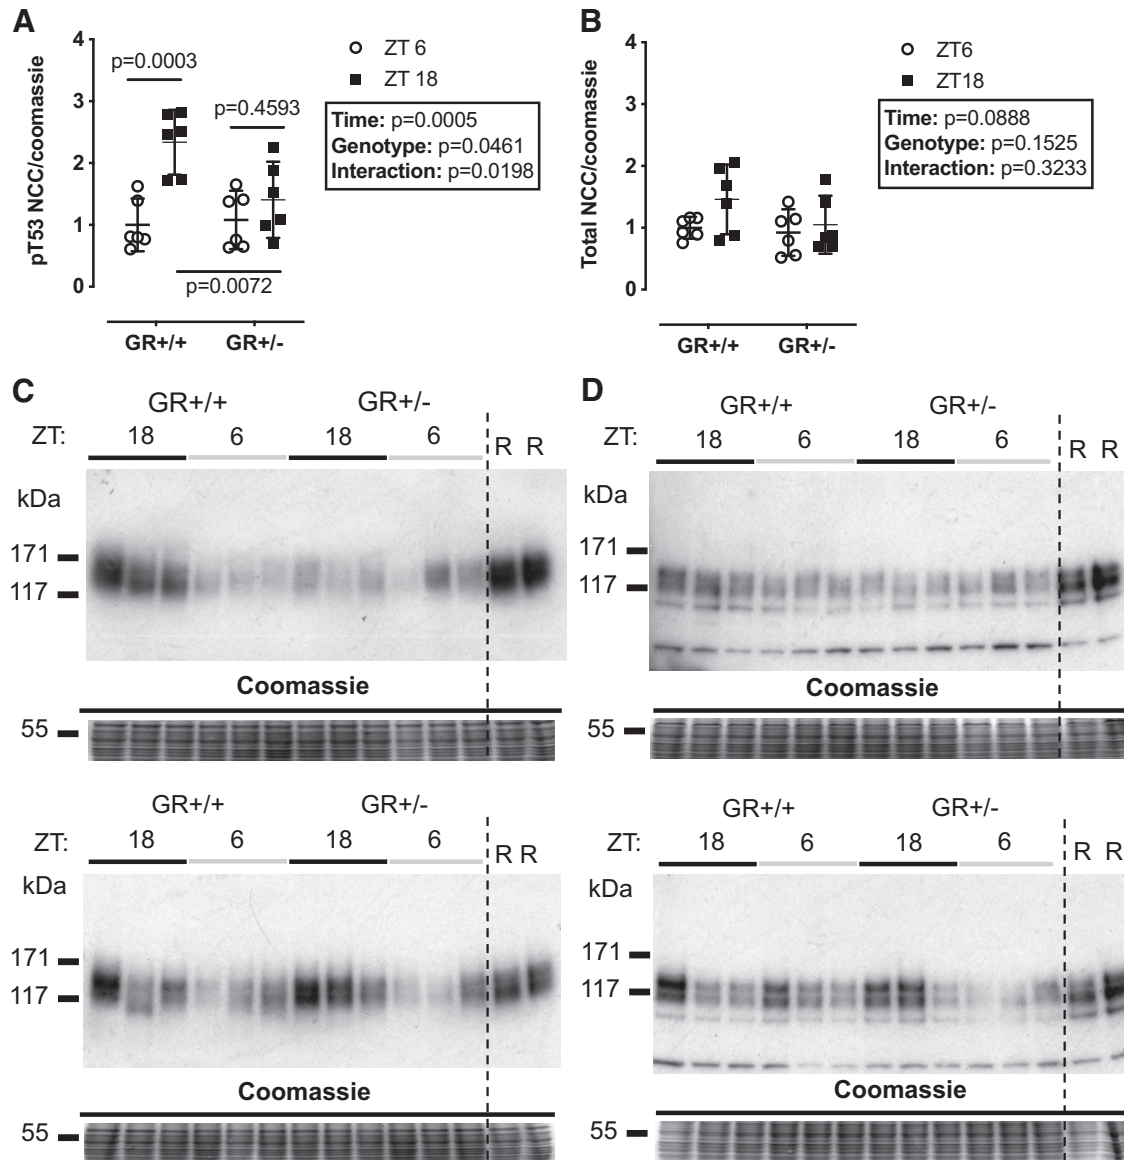 A
pT53 NCC/coomassie
4
3
2
1
0
p=0.0003
p=0.4593
p=0.0072
GR+/+ GR+/-
ZT 6
ZT 18
Time: p=0.0005
Genotype: p=0.0461
Interaction: p=0.0198
B
Total NCC/coomassie
4
3
2
1
0
GR+/+ GR+/-
ZT6
ZT18
Time: p=0.0888
Genotype: p=0.1525
Interaction: p=0.3233
C
GR+/+ GR+/-
ZT: 18 6 18 6 R R
kDa
171
117
Coomassie
55
GR+/+ GR+/-
ZT: 18 6 18 6 R R
kDa
171
117
Coomassie
55
D
GR+/+ GR+/-
ZT: 18 6 18 6 R R
kDa
171
117
Coomassie
55
GR+/+ GR+/-
ZT: 18 6 18 6 R R
kDa
171
117
Coomassie
55